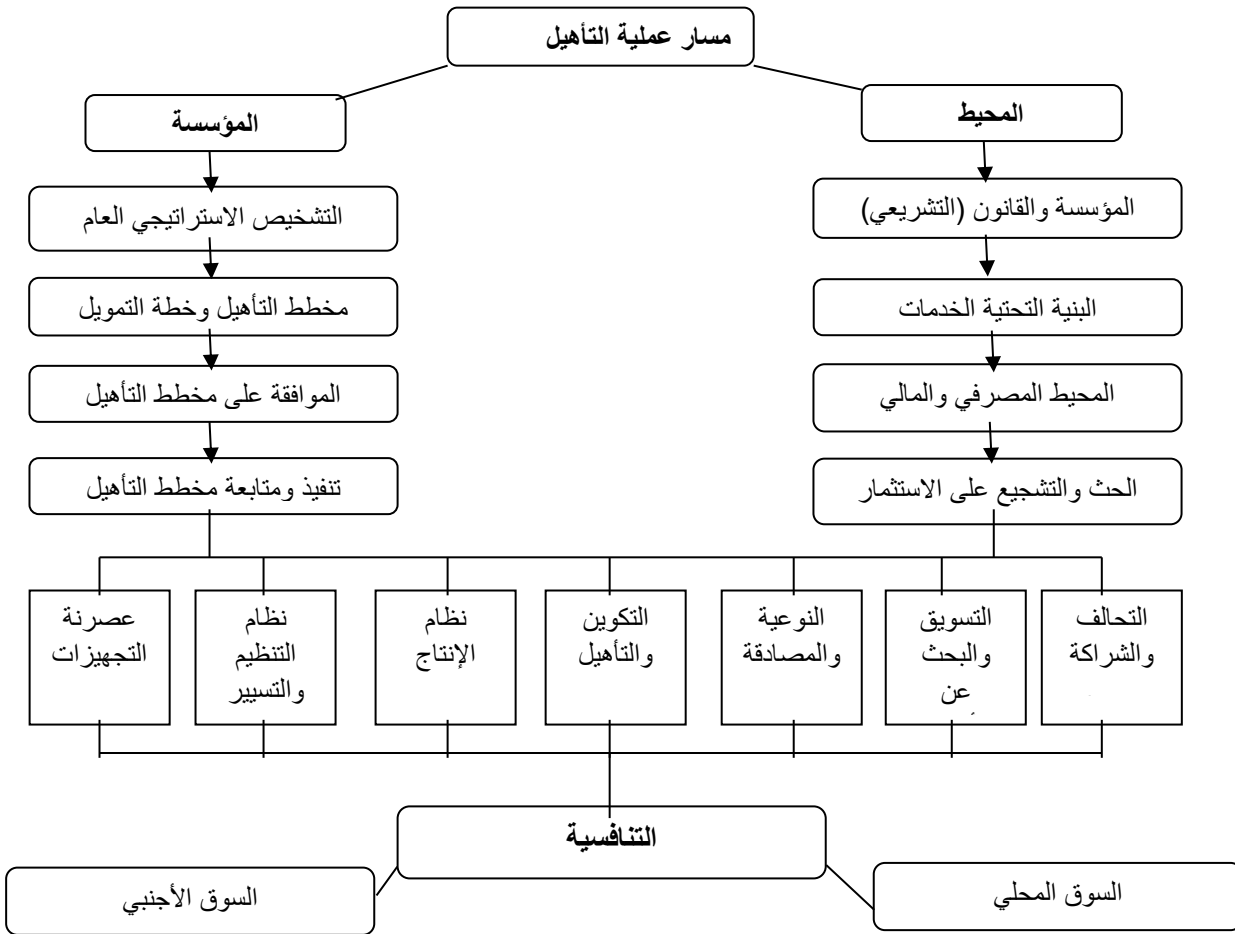 مسار عملية التأهيل
المحيط
المؤسسة
المؤسسة والقانون (التشريعي)
التشخيص الاستراتيجي العام
البنية التحتية الخدمات
مخطط التأهيل وخطة التمويل
المحيط المصرفي والمالي
الموافقة على مخطط التأهيل
الحث والتشجيع على الاستثمار
تنفيذ ومتابعة مخطط التأهيل
التحالف
والشراكة
التسويق
والبحث
عن
النوعية
والمصادقة
التكوين
والتأهيل
نظام
الإنتاج
نظام
التنظيم
والتسيير
عصرنة
التجهيزات
التنافسية
السوق المحلي
السوق الأجنبي